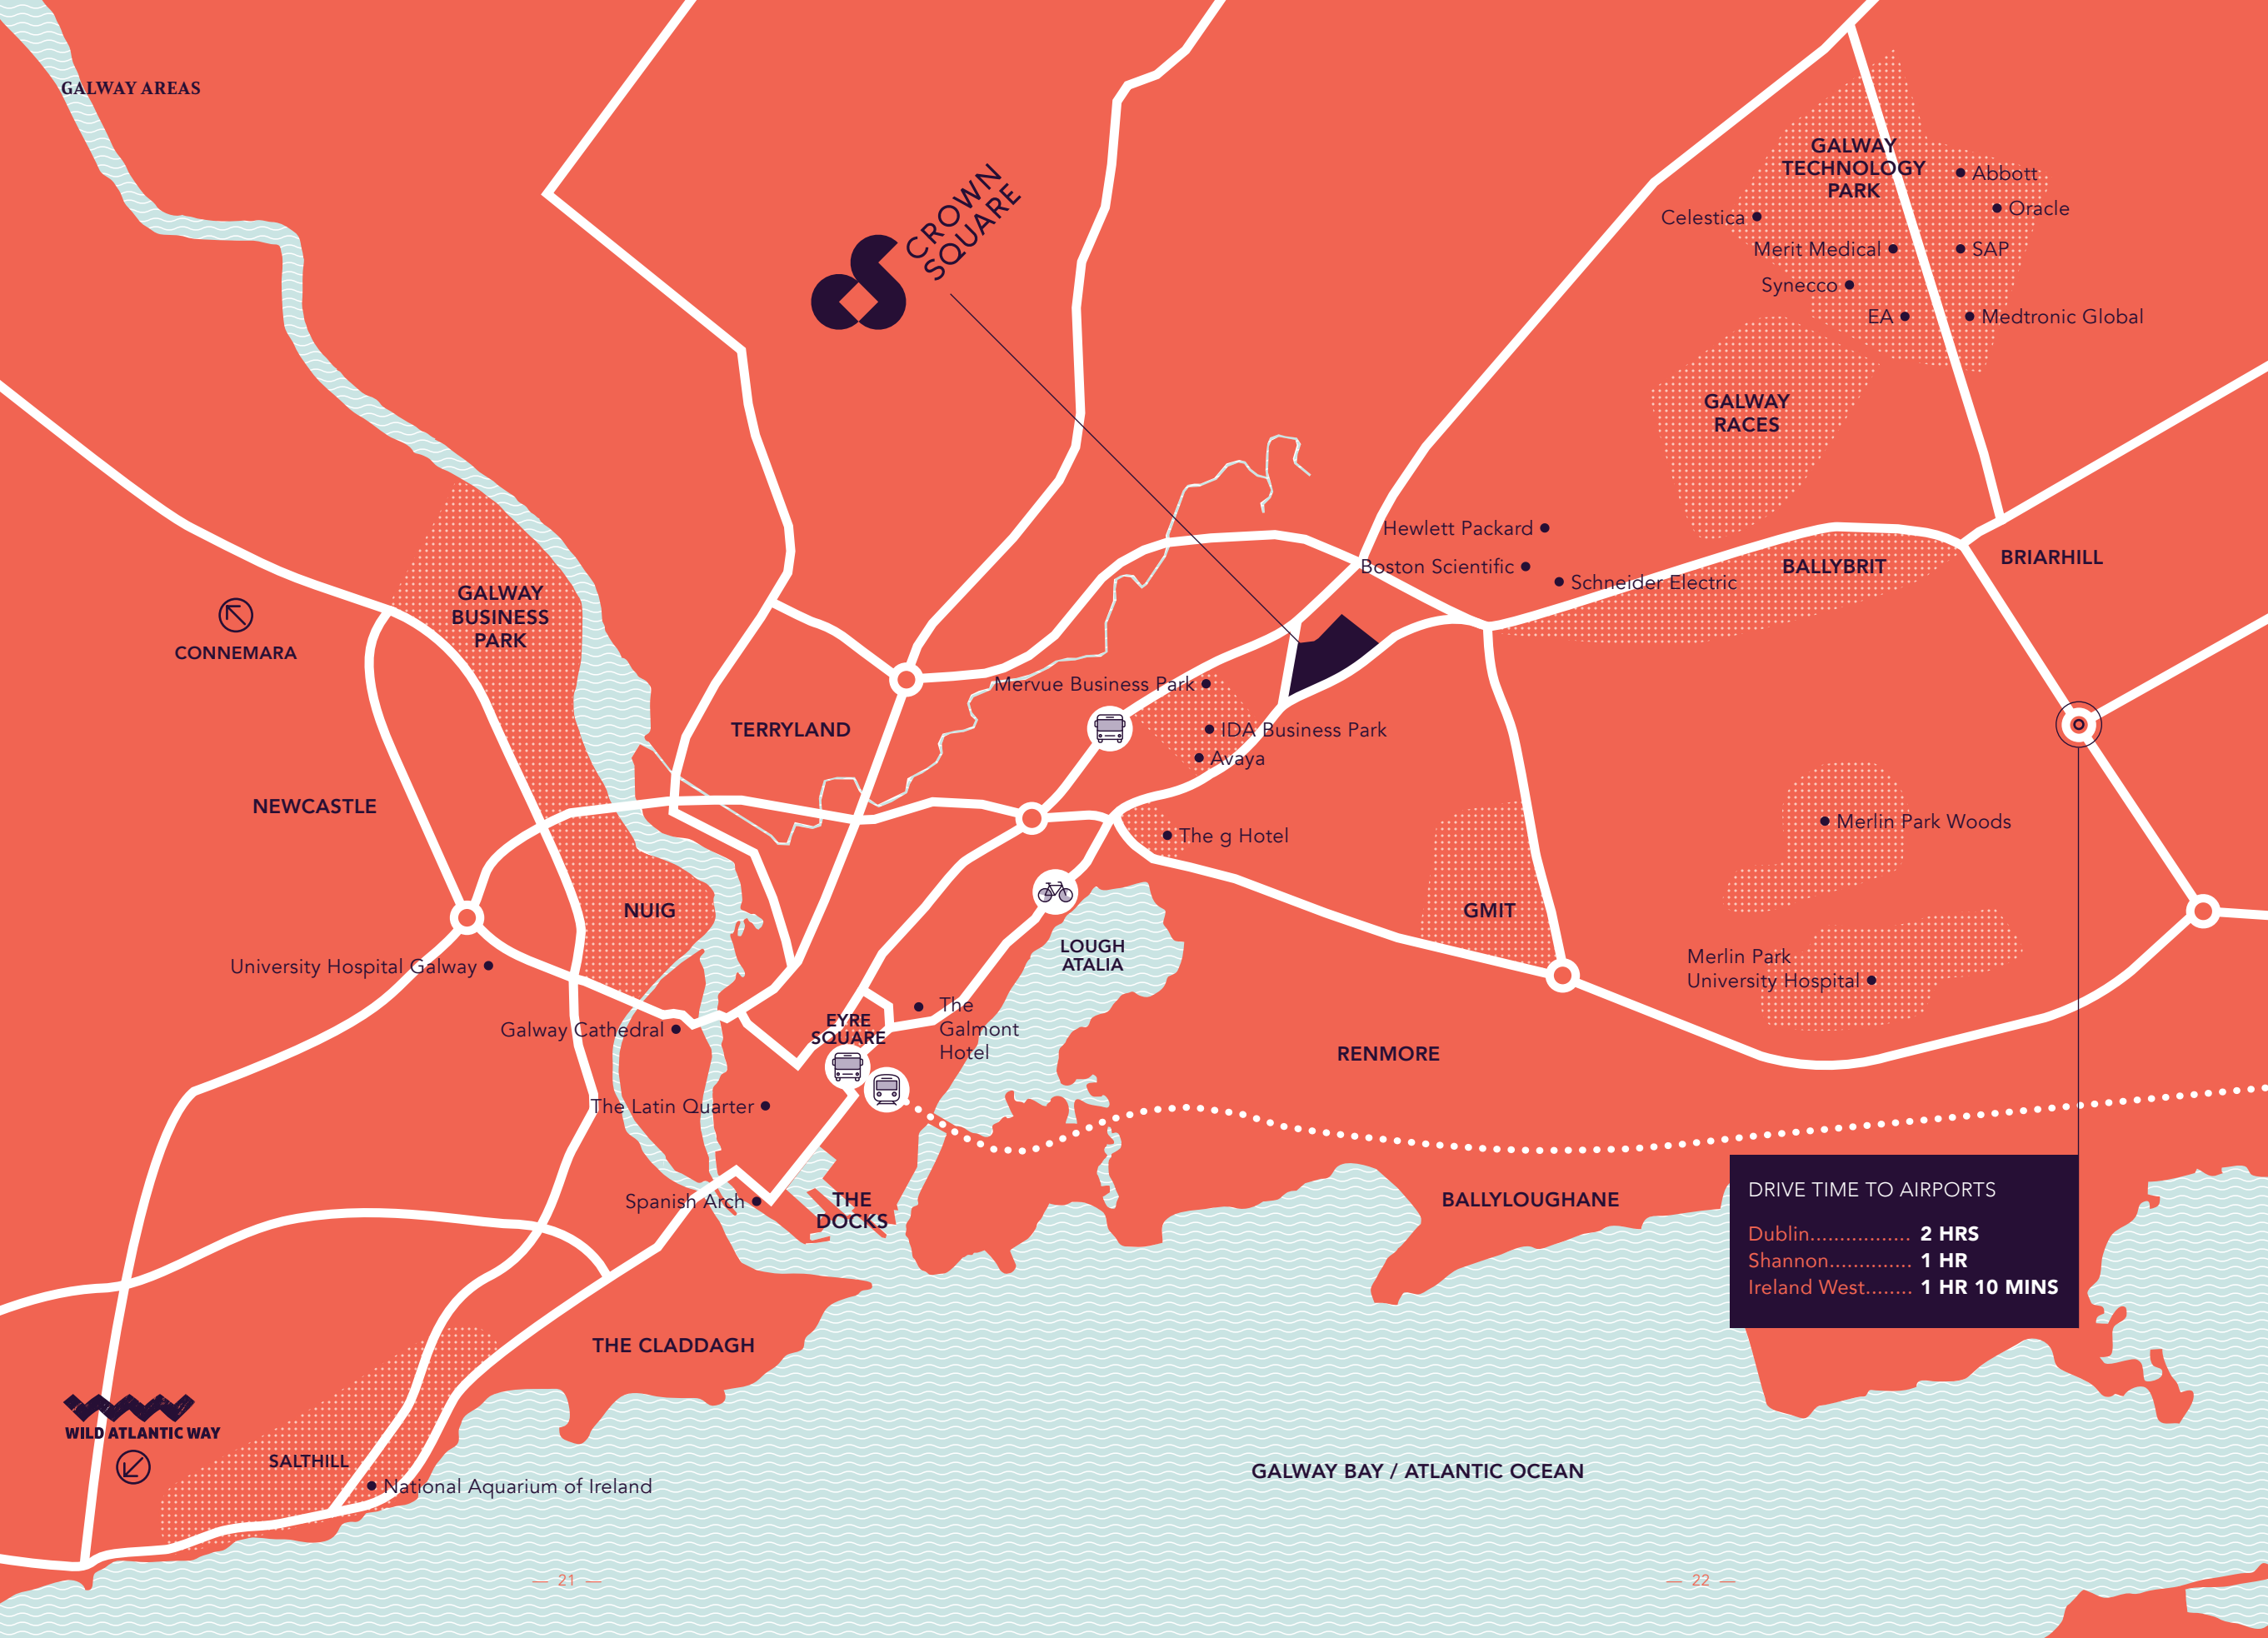 GALWAY AREAS
CROWN
SQUARE
GALWAY
TECHNOLOGY
PARK
Abbott
Oracle
Celestica
Merit Medical
SAP
Synecco
EA
Medtronic Global
GALWAY
RACES
Hewlett Packard
Boston Scientific
Schneider Electric
BALLYBRIT
BRIARHILL
GALWAY
BUSINESS
PARK
CONNEMARA
Mervue Business Park
TERRYLAND
IDA Business Park
Avaya
NEWCASTLE
The g Hotel
Merlin Park Woods
NUIG
GMIT
LOUGH
ATALIA
University Hospital Galway
Merlin Park
University Hospital
The
Galmont
Hotel
EYRE
SQUARE
Galway Cathedral
RENMORE
The Latin Quarter
Spanish Arch
THE
DOCKS
BALLYLOUGHANE
DRIVE TIME TO AIRPORTS
Dublin................. 2 HRS
Shannon.............. 1 HR
Ireland West........ 1 HR 10 MINS
THE CLADDAGH
WILD ATLANTIC WAY
SALTHILL
National Aquarium of Ireland
GALWAY BAY / ATLANTIC OCEAN
— 21 —
— 22 —